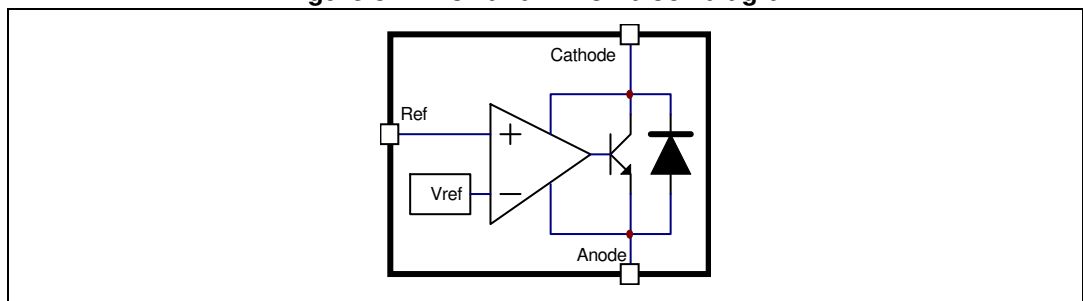 Cathode
Ref
+
Vref
−
Anode